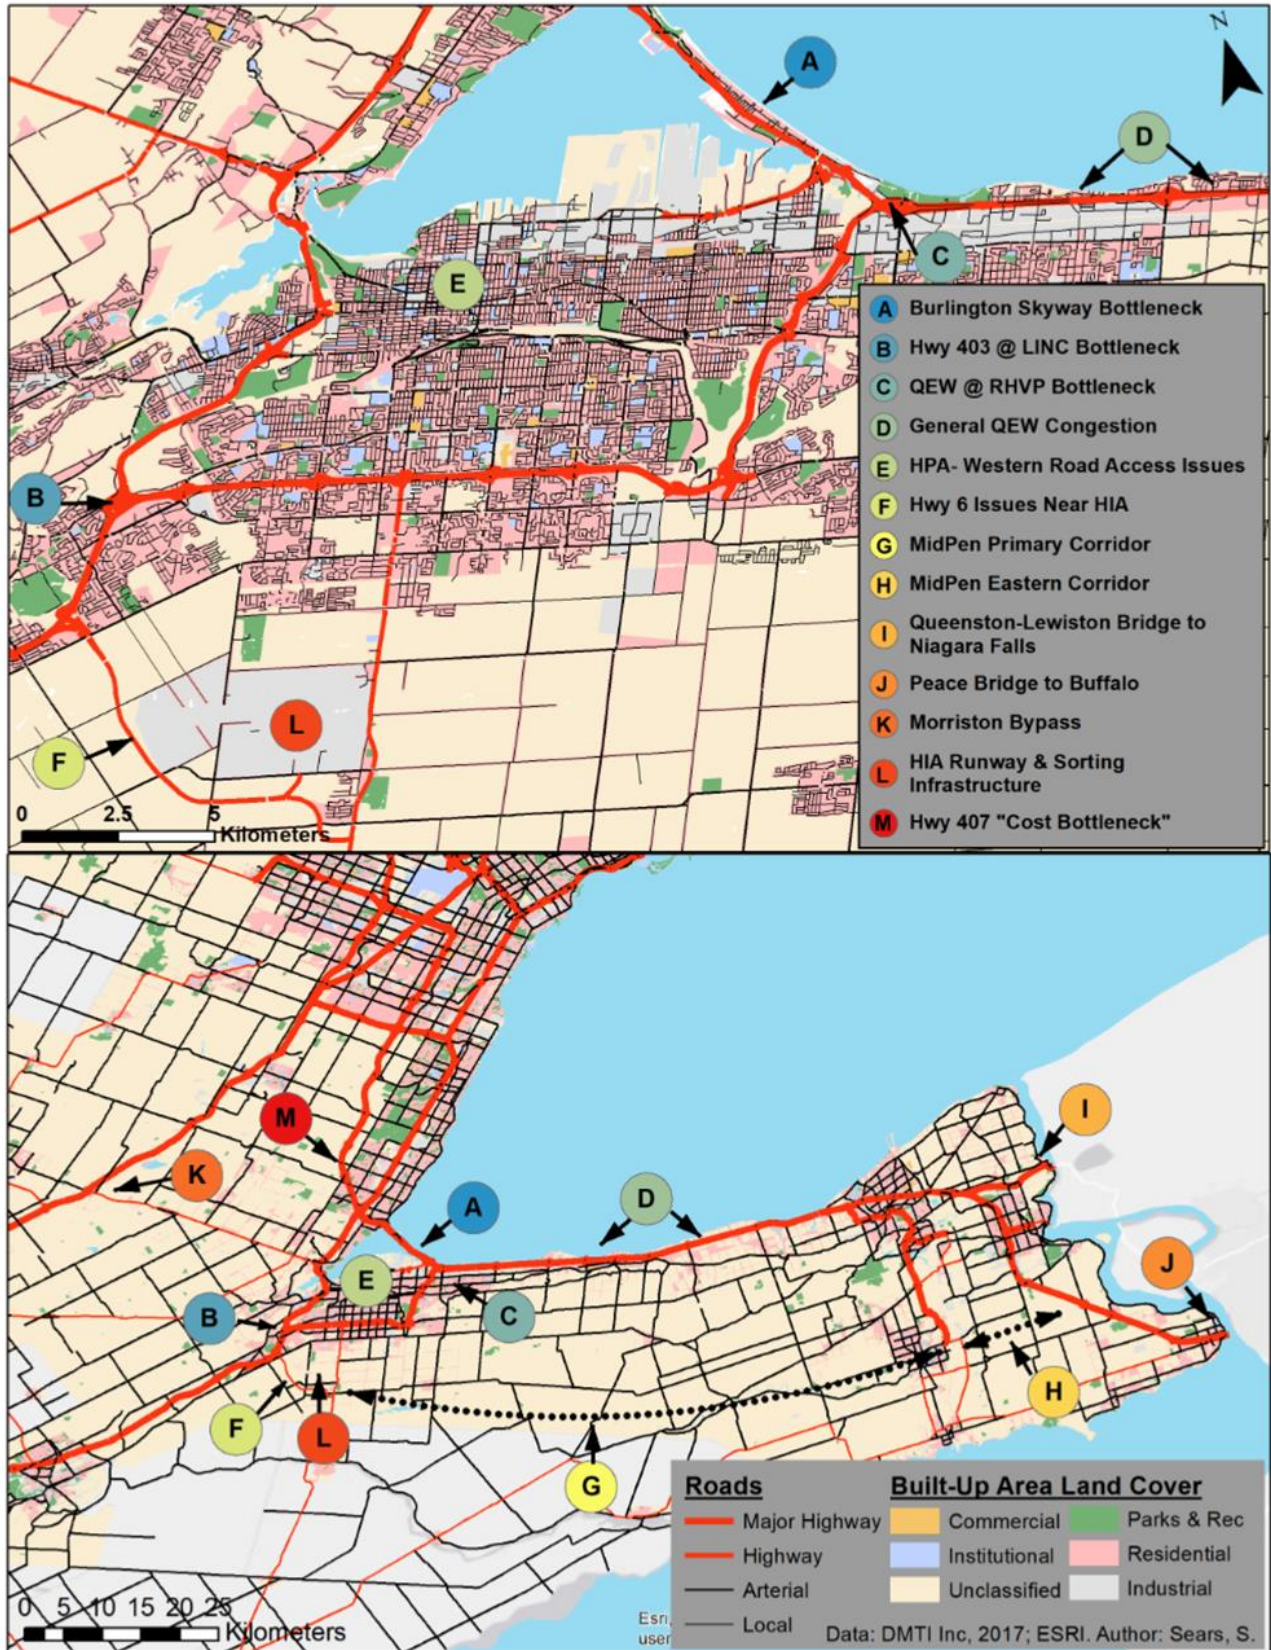 N
A
D
C
E
B
L
F
A Burlington Skyway Bottleneck
B Hwy 403 @ LINC Bottleneck
C QEW @ RHVP Bottleneck
D General QEW Congestion
E HPA- Western Road Access Issues
F Hwy 6 Issues Near HIA
G MidPen Primary Corridor
H MidPen Eastern Corridor
I Queenston-Lewiston Bridge to
Niagara Falls
J Peace Bridge to Buffalo
K Morriston Bypass
L HIA Runway & Sorting
Infrastructure
M Hwy 407 "Cost Bottleneck"
0 2.5 5
Kilometers
M
K
A
D
I
E
B
C
J
F
L
H
G
Roads
Major Highway
Highway
Arterial
Local
Built-Up Area Land Cover
Commercial Parks & Rec
Institutional Residential
Unclassified Industrial
0 5 10 15 20 25
Kilometers
Esri,
user
Data: DMTI Inc, 2017; ESRI. Author: Sears, S.